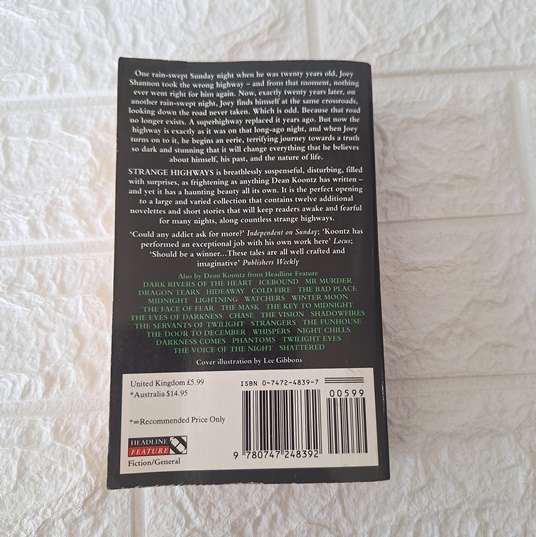 One rain-swept Sunday night when he was twenty years old, Joey
Shannon took the wrong highway – and from that moment, nothing
ever went right for him again. Now, exactly twenty years later, on
another rain-swept night, Joey finds himself at the same crossroads,
looking down the road never taken. Which is odd. Because that road
no longer exists. A superhighway replaced it years ago. But now the
highway is exactly as it was on that long-ago night, and when Joey
turns on to it, he begins an eerie, terrifying journey towards a truth
so dark and stunning that it will change everything that he believes
about himself, his past, and the nature of life.
STRANGE HIGHWAYS is breathlessly suspenseful, disturbing, filled
with surprises, as frightening as anything Dean Koontz has written –
and yet it has a haunting beauty all its own. It is the perfect opening
to a large and varied collection that contains twelve additional
novelettes and short stories that will keep readers awake and fearful
for many nights, along countless strange highways.
'Could any addict ask for more?' Independent on Sunday; 'Koontz has
performed an exceptional job with his own work here' Locus;
'Should be a winner...These tales are all well crafted and
imaginative' Publishers Weekly
Also by Dean Koontz from Headline Feature
DARK RIVERS OF THE HEART ICEBOUND MR MURDER
DRAGON TEARS HIDEAWAY COLD FIRE THE BAD PLACE
MIDNIGHT LIGHTNING WATCHERS WINTER MOON
THE FACE OF FEAR THE MASK THE KEY TO MIDNIGHT
THE EYES OF DARKNESS CHASE THE VISION SHADOWFIRES
THE SERVANTS OF TWILIGHT STRANGERS THE FUNHOUSE
THE DOOR TO DECEMBER WHISPERS NIGHT CHILLS
DARKNESS COMES PHANTOMS TWILIGHT EYES
THE VOICE OF THE NIGHT SHATTERED
Cover illustration by Lee Gibbons
United Kingdom £5.99
*Australia $14.95
*=Recommended Price Only
HEADLINE
FEATURE
Fiction/General
ISBN 0-7472-4839-7
00599
9 780747 248392